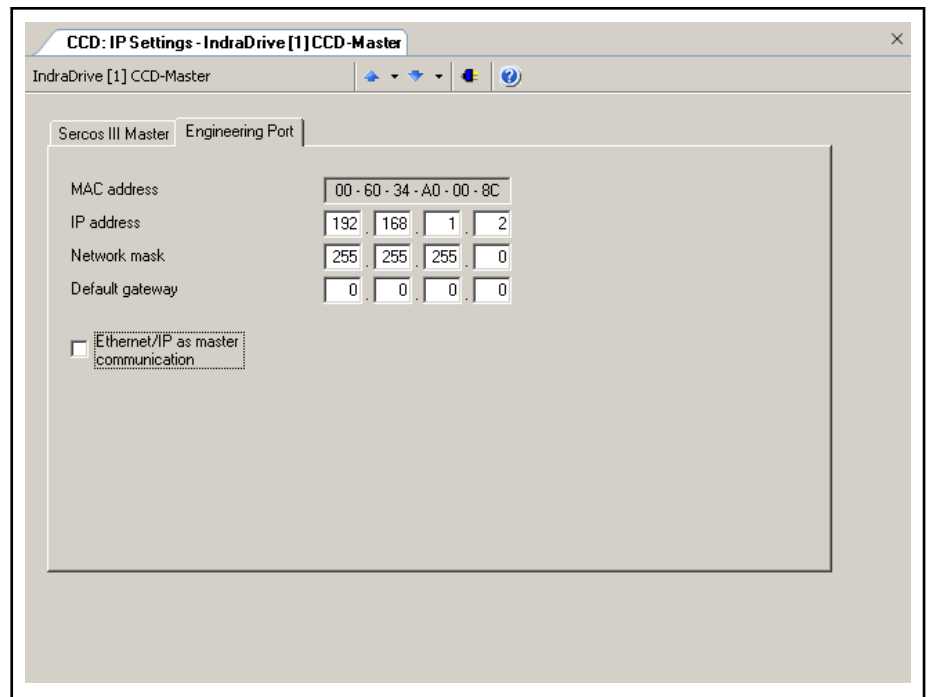 CCD: IP Settings - IndraDrive [1] CCD-Master
IndraDrive [1] CCD-Master
Sercos III Master Engineering Port
MAC address 00 - 60 - 34 - A0 - 00 - 8C
IP address 192 . 168 . 1 . 2
Network mask 255 . 255 . 255 . 0
Default gateway 0 . 0 . 0 . 0
Ethernet/IP as master
communication